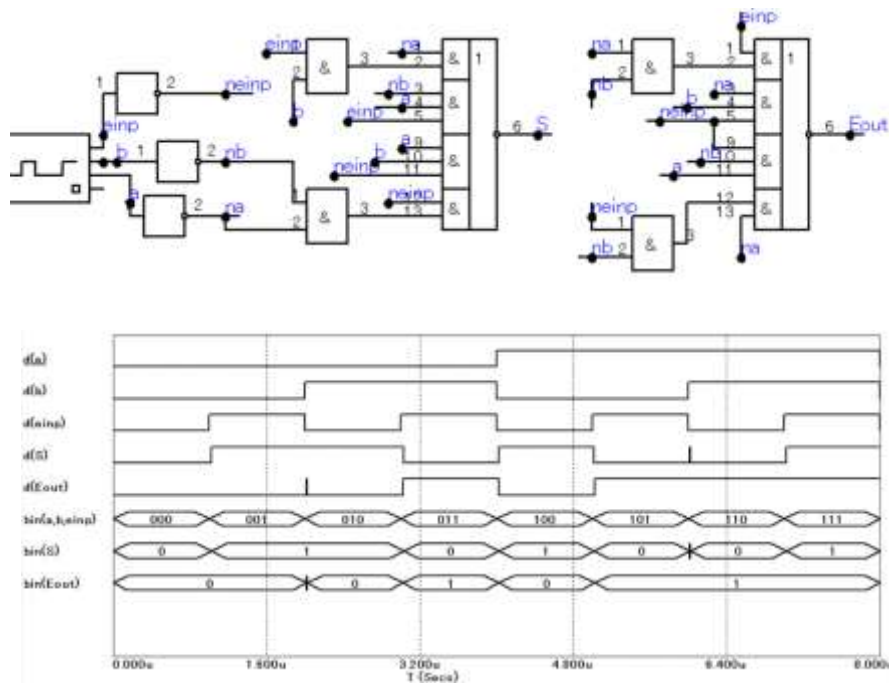 einp
1
2
&
3
na
1
2
&
1
nb
3
4
&
a
einp
5
b
neinp
1
2
einp
b
1
2
nb
a
2
na
a
9
10
&
b
11
neinp
6
S
1
2
&
3
neinp
13
&
einp
na
1
2
&
3
nb
1
2
&
1
na
3
4
&
b
neinp
5
9
10
&
nb
a
11
6
Eout
neinp
1
nb
2
&
3
12
13
&
na
d(a)
d(b)
d(einp)
d(S)
d(Eout)
bin(a,b,einp) 000 001 010 011 100 101 110 111
bin(S) 0 1 0 1 0 0 1
bin(Eout) 0 0 1 0 1
0.000u 1.600u 3.200u 4.800u 6.400u 8.000u
T (Secs)